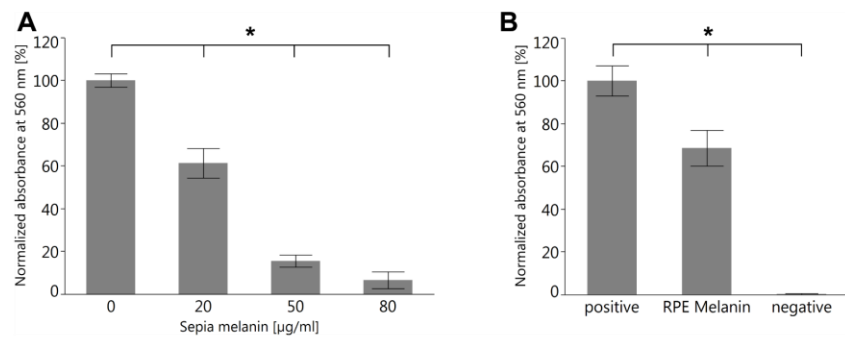 A
*
Normalized absorbance at 560 nm [%]
120
100
80
60
40
20
0
0 20 50 80
Sepia melanin [µg/ml]
B
*
Normalized absorbance at 560 nm [%]
120
100
80
60
40
20
0
positive RPE Melanin negative